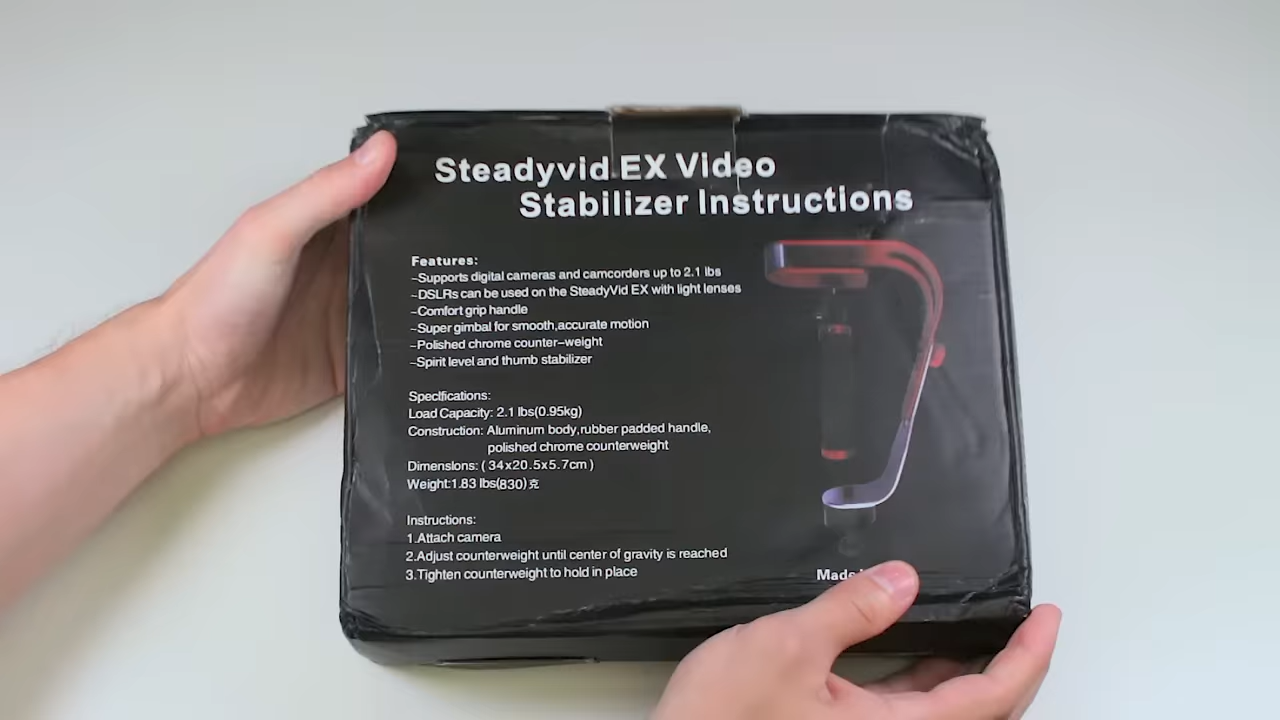 Steadyvid EX Video
Stabilizer Instructions
Features:
~Supports digital cameras and camcorders up to 2.1 lbs
~DSLRs can be used on the SteadyVid EX with light lenses
~Comfort grip handle
~Super gimbal for smooth,accurate motion
~Polished chrome counter-weight
~Spirit level and thumb stabilizer
Specifications:
Load Capacity: 2.1 lbs(0.95kg)
Construction: Aluminum body,rubber padded handle,
polished chrome counterweight
Dimensions: (34x20.5x5.7cm)
Weight:1.83 lbs(830)克
Instructions:
1.Attach camera
2.Adjust counterweight until center of gravity is reached
3.Tighten counterweight to hold in place
Made